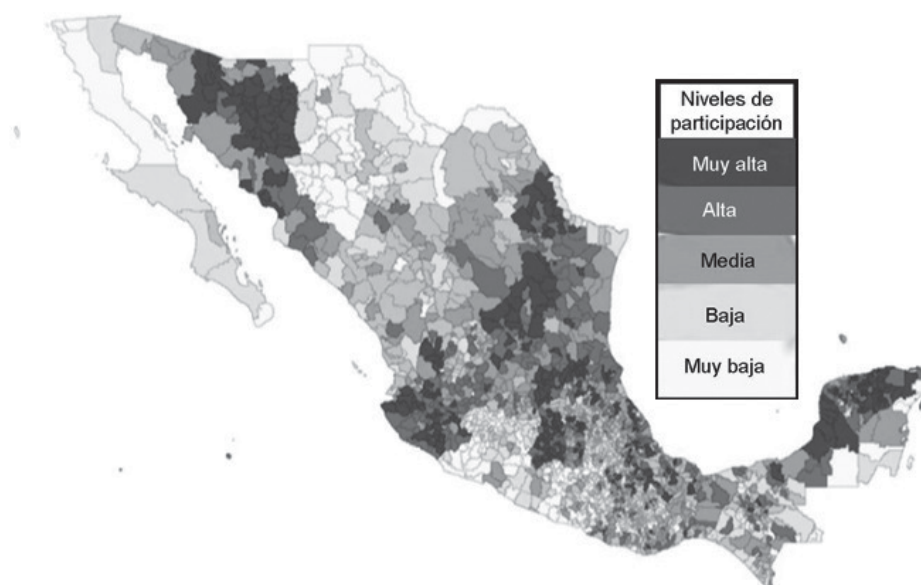 Niveles de
participación
Muy alta
Alta
Media
Baja
Muy baja